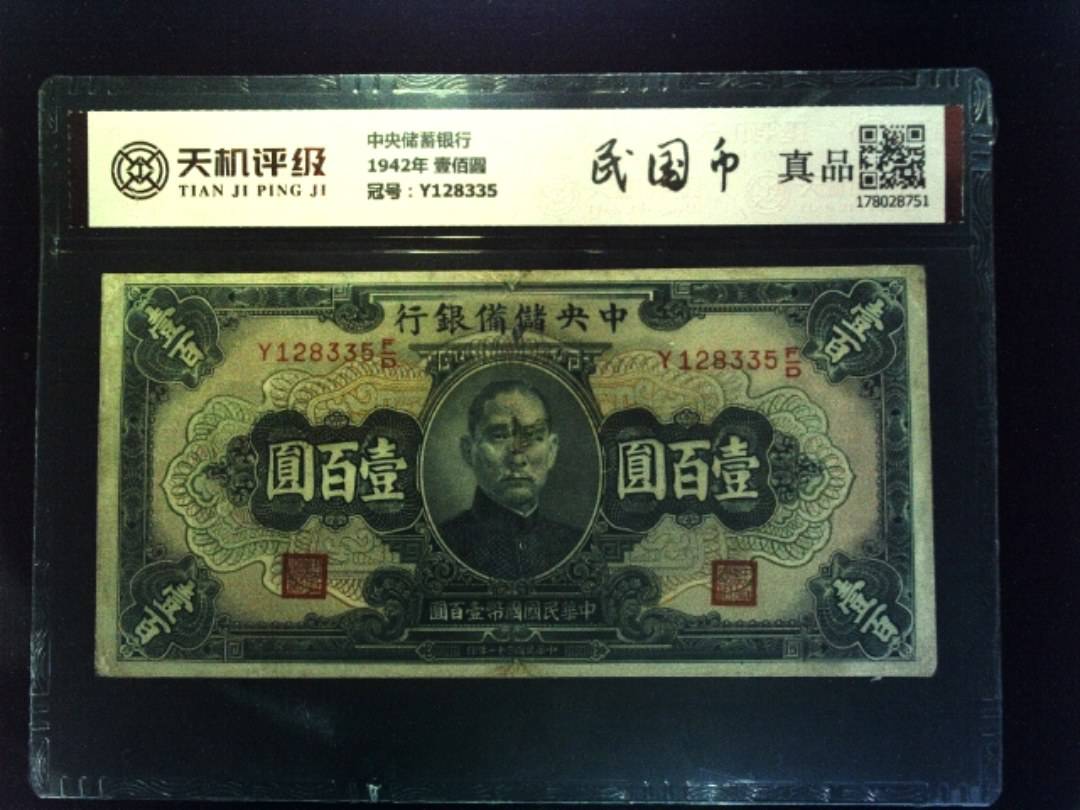 天机评级
TIAN JI PING JI
中央储蓄银行
1942年 壹佰圓
冠号：Y128335
民国币
真品
178028751
行銀備儲央中
Y128335 F/D
Y128335 F/D
壹百
壹百
圓百壹
圓百壹
壹百
壹百
圓百壹幣國國民華中